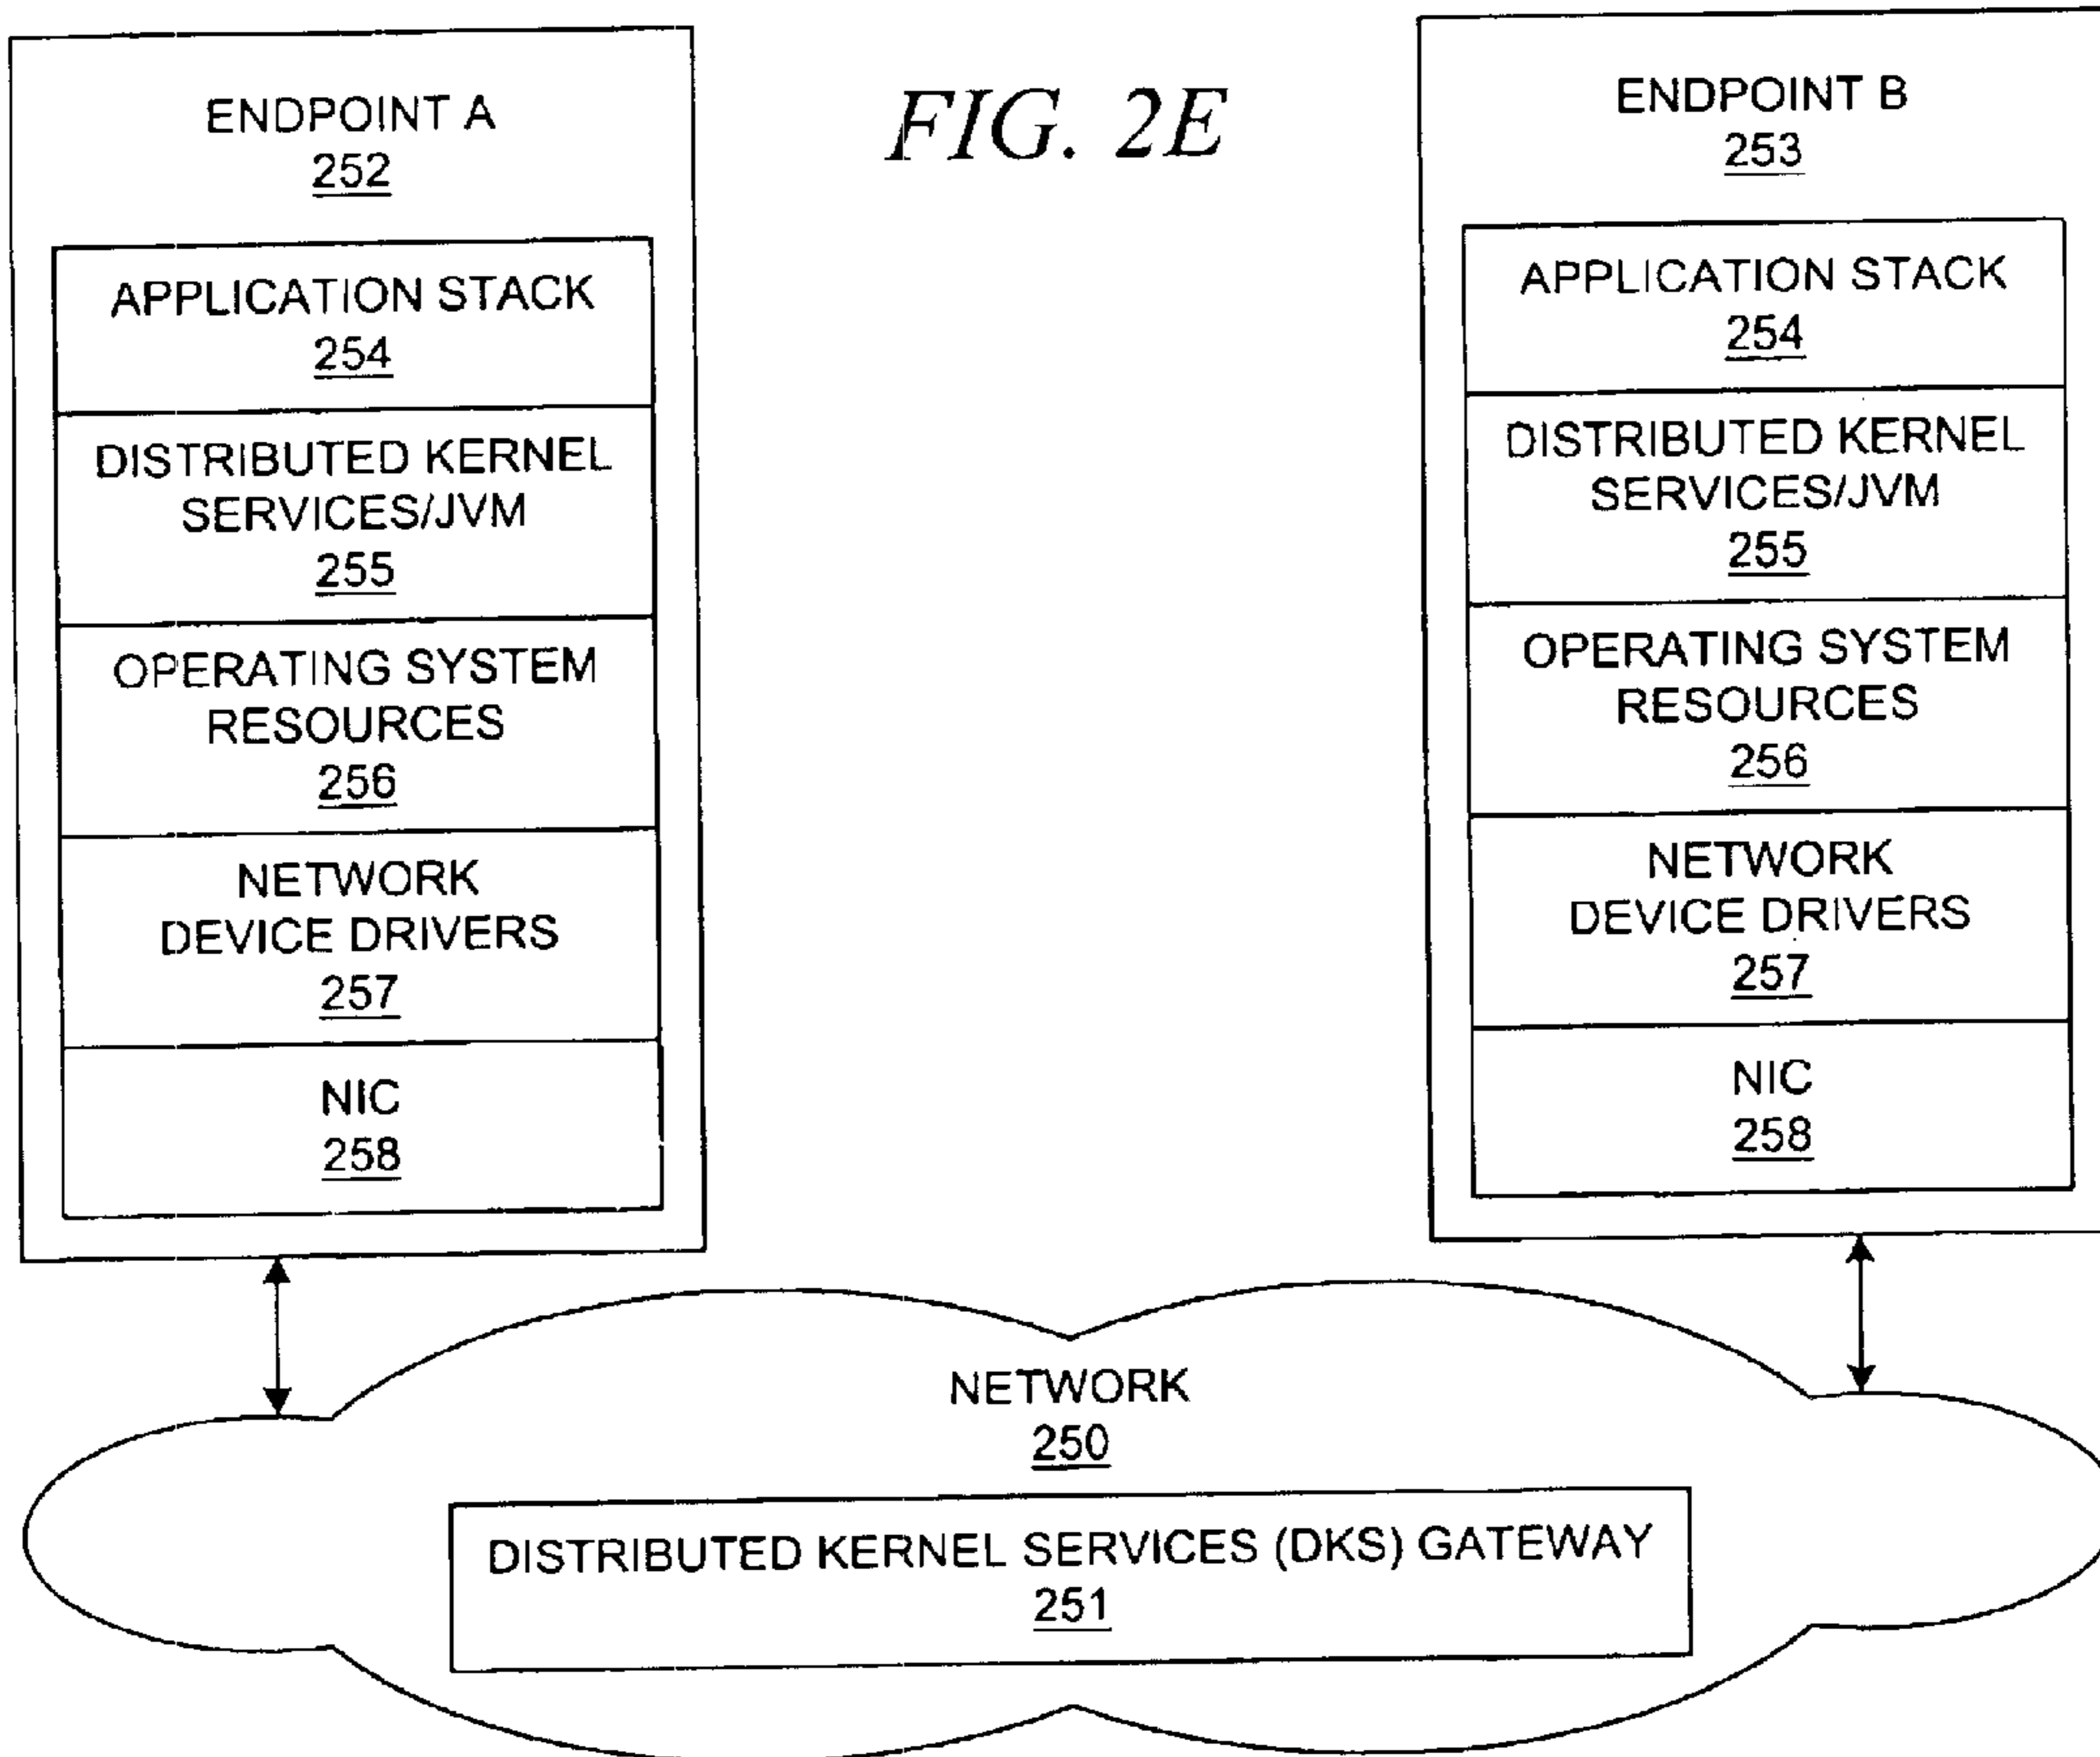 FIG. 2E
ENDPOINT A
252
APPLICATION STACK
254
DISTRIBUTED KERNEL
SERVICES/JVM
255
OPERATING SYSTEM
RESOURCES
256
NETWORK
DEVICE DRIVERS
257
NIC
258
ENDPOINT B
253
APPLICATION STACK
254
DISTRIBUTED KERNEL
SERVICES/JVM
255
OPERATING SYSTEM
RESOURCES
256
NETWORK
DEVICE DRIVERS
257
NIC
258
NETWORK
250
DISTRIBUTED KERNEL SERVICES (DKS) GATEWAY
251